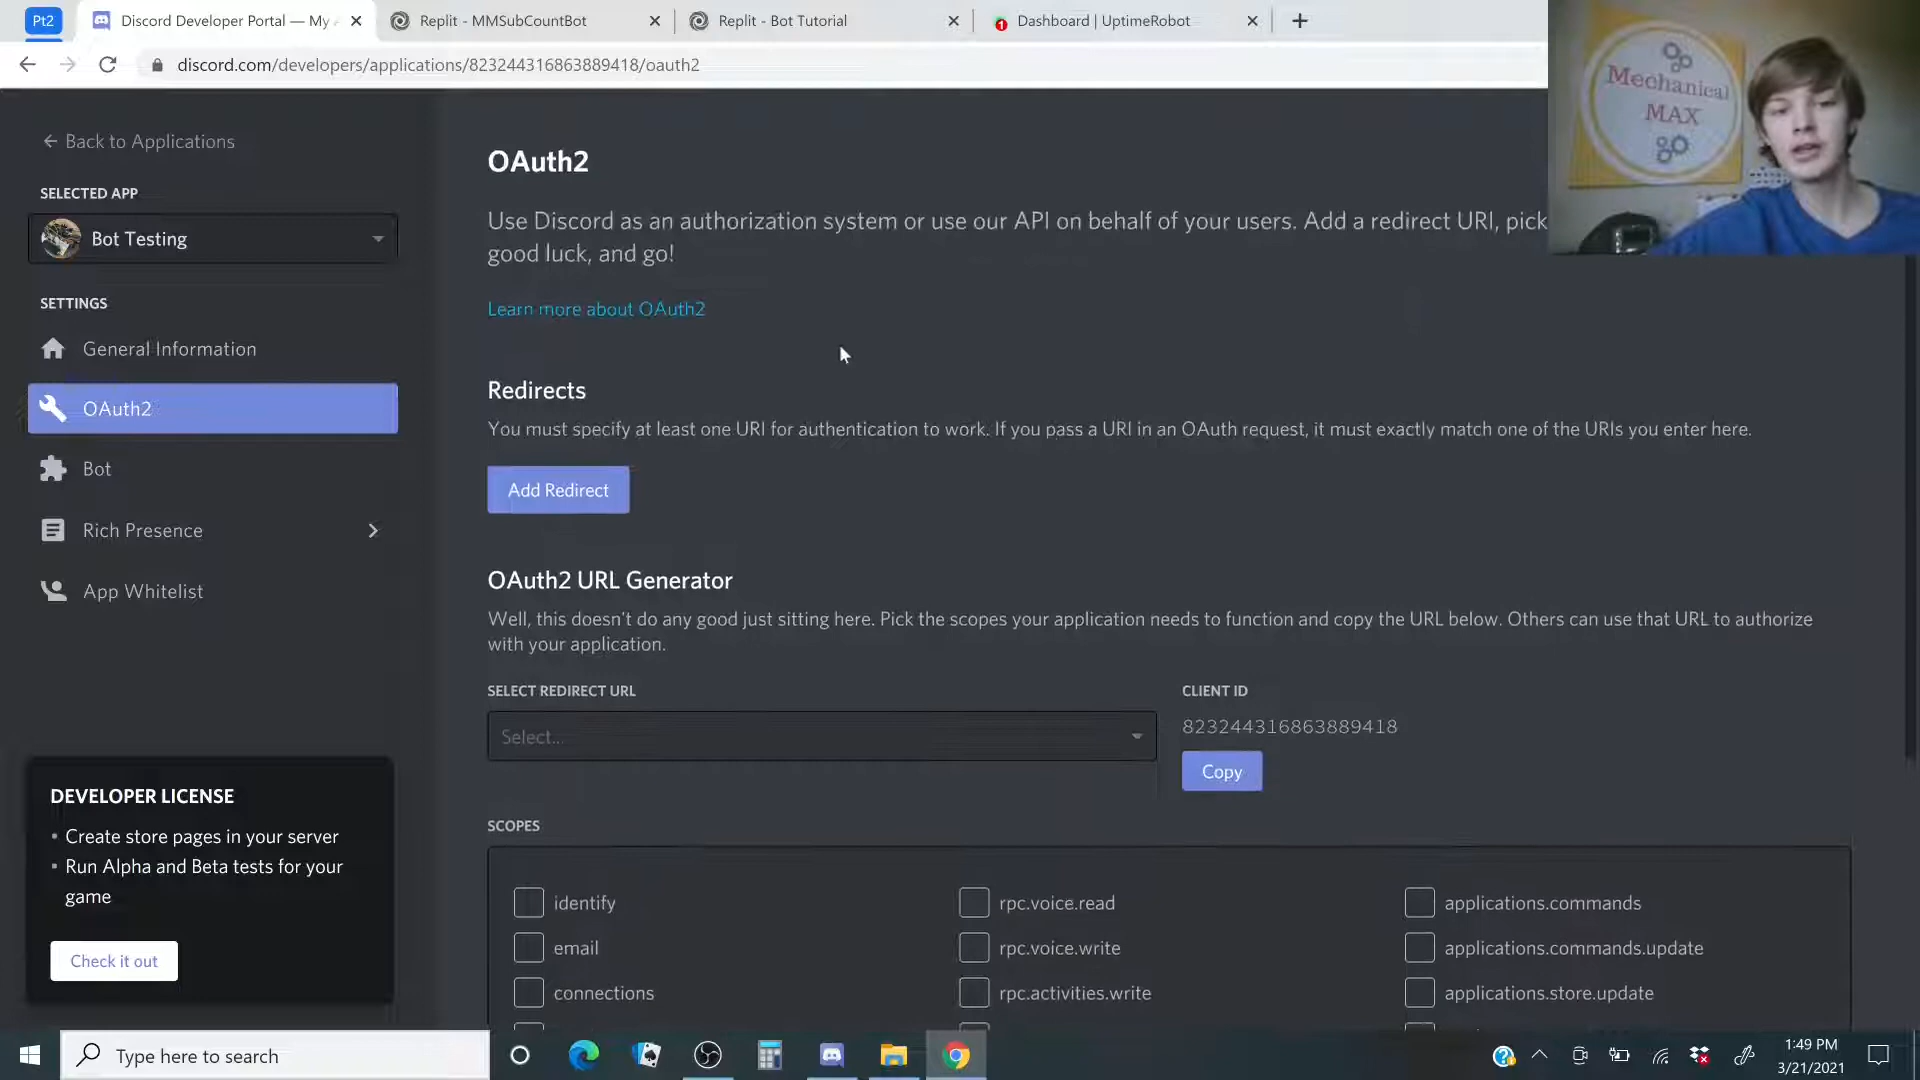 Pt2
Discord Developer Portal — My A
Replit - MMSubCountBot
Replit - Bot Tutorial
1
Dashboard | UptimeRobot
discord.com/developers/applications/823244316863889418/oauth2
Mechanical
MAX
Back to Applications
SELECTED APP
Bot Testing
SETTINGS
General Information
OAuth2
Bot
Rich Presence
App Whitelist
DEVELOPER LICENSE
• Create store pages in your server
• Run Alpha and Beta tests for your
game
Check it out
OAuth2
Use Discord as an authorization system or use our API on behalf of your users. Add a redirect URI, pick
good luck, and go!
Learn more about OAuth2
Redirects
You must specify at least one URI for authentication to work. If you pass a URI in an OAuth request, it must exactly match one of the URIs you enter here.
Add Redirect
OAuth2 URL Generator
Well, this doesn't do any good just sitting here. Pick the scopes your application needs to function and copy the URL below. Others can use that URL to authorize
with your application.
SELECT REDIRECT URL
Select...
CLIENT ID
823244316863889418
Copy
SCOPES
identify
rpc.voice.read
applications.commands
email
rpc.voice.write
applications.commands.update
connections
rpc.activities.write
applications.store.update
Type here to search
1:49 PM
3/21/2021